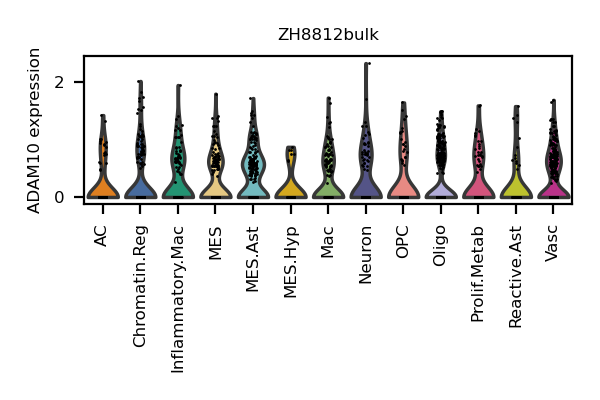 ZH8812bulk
ADAM10 expression
2
0
AC
Chromatin.Reg
Inflammatory.Mac
MES
MES.Ast
MES.Hyp
Mac
Neuron
OPC
Oligo
Prolif.Metab
Reactive.Ast
Vasc